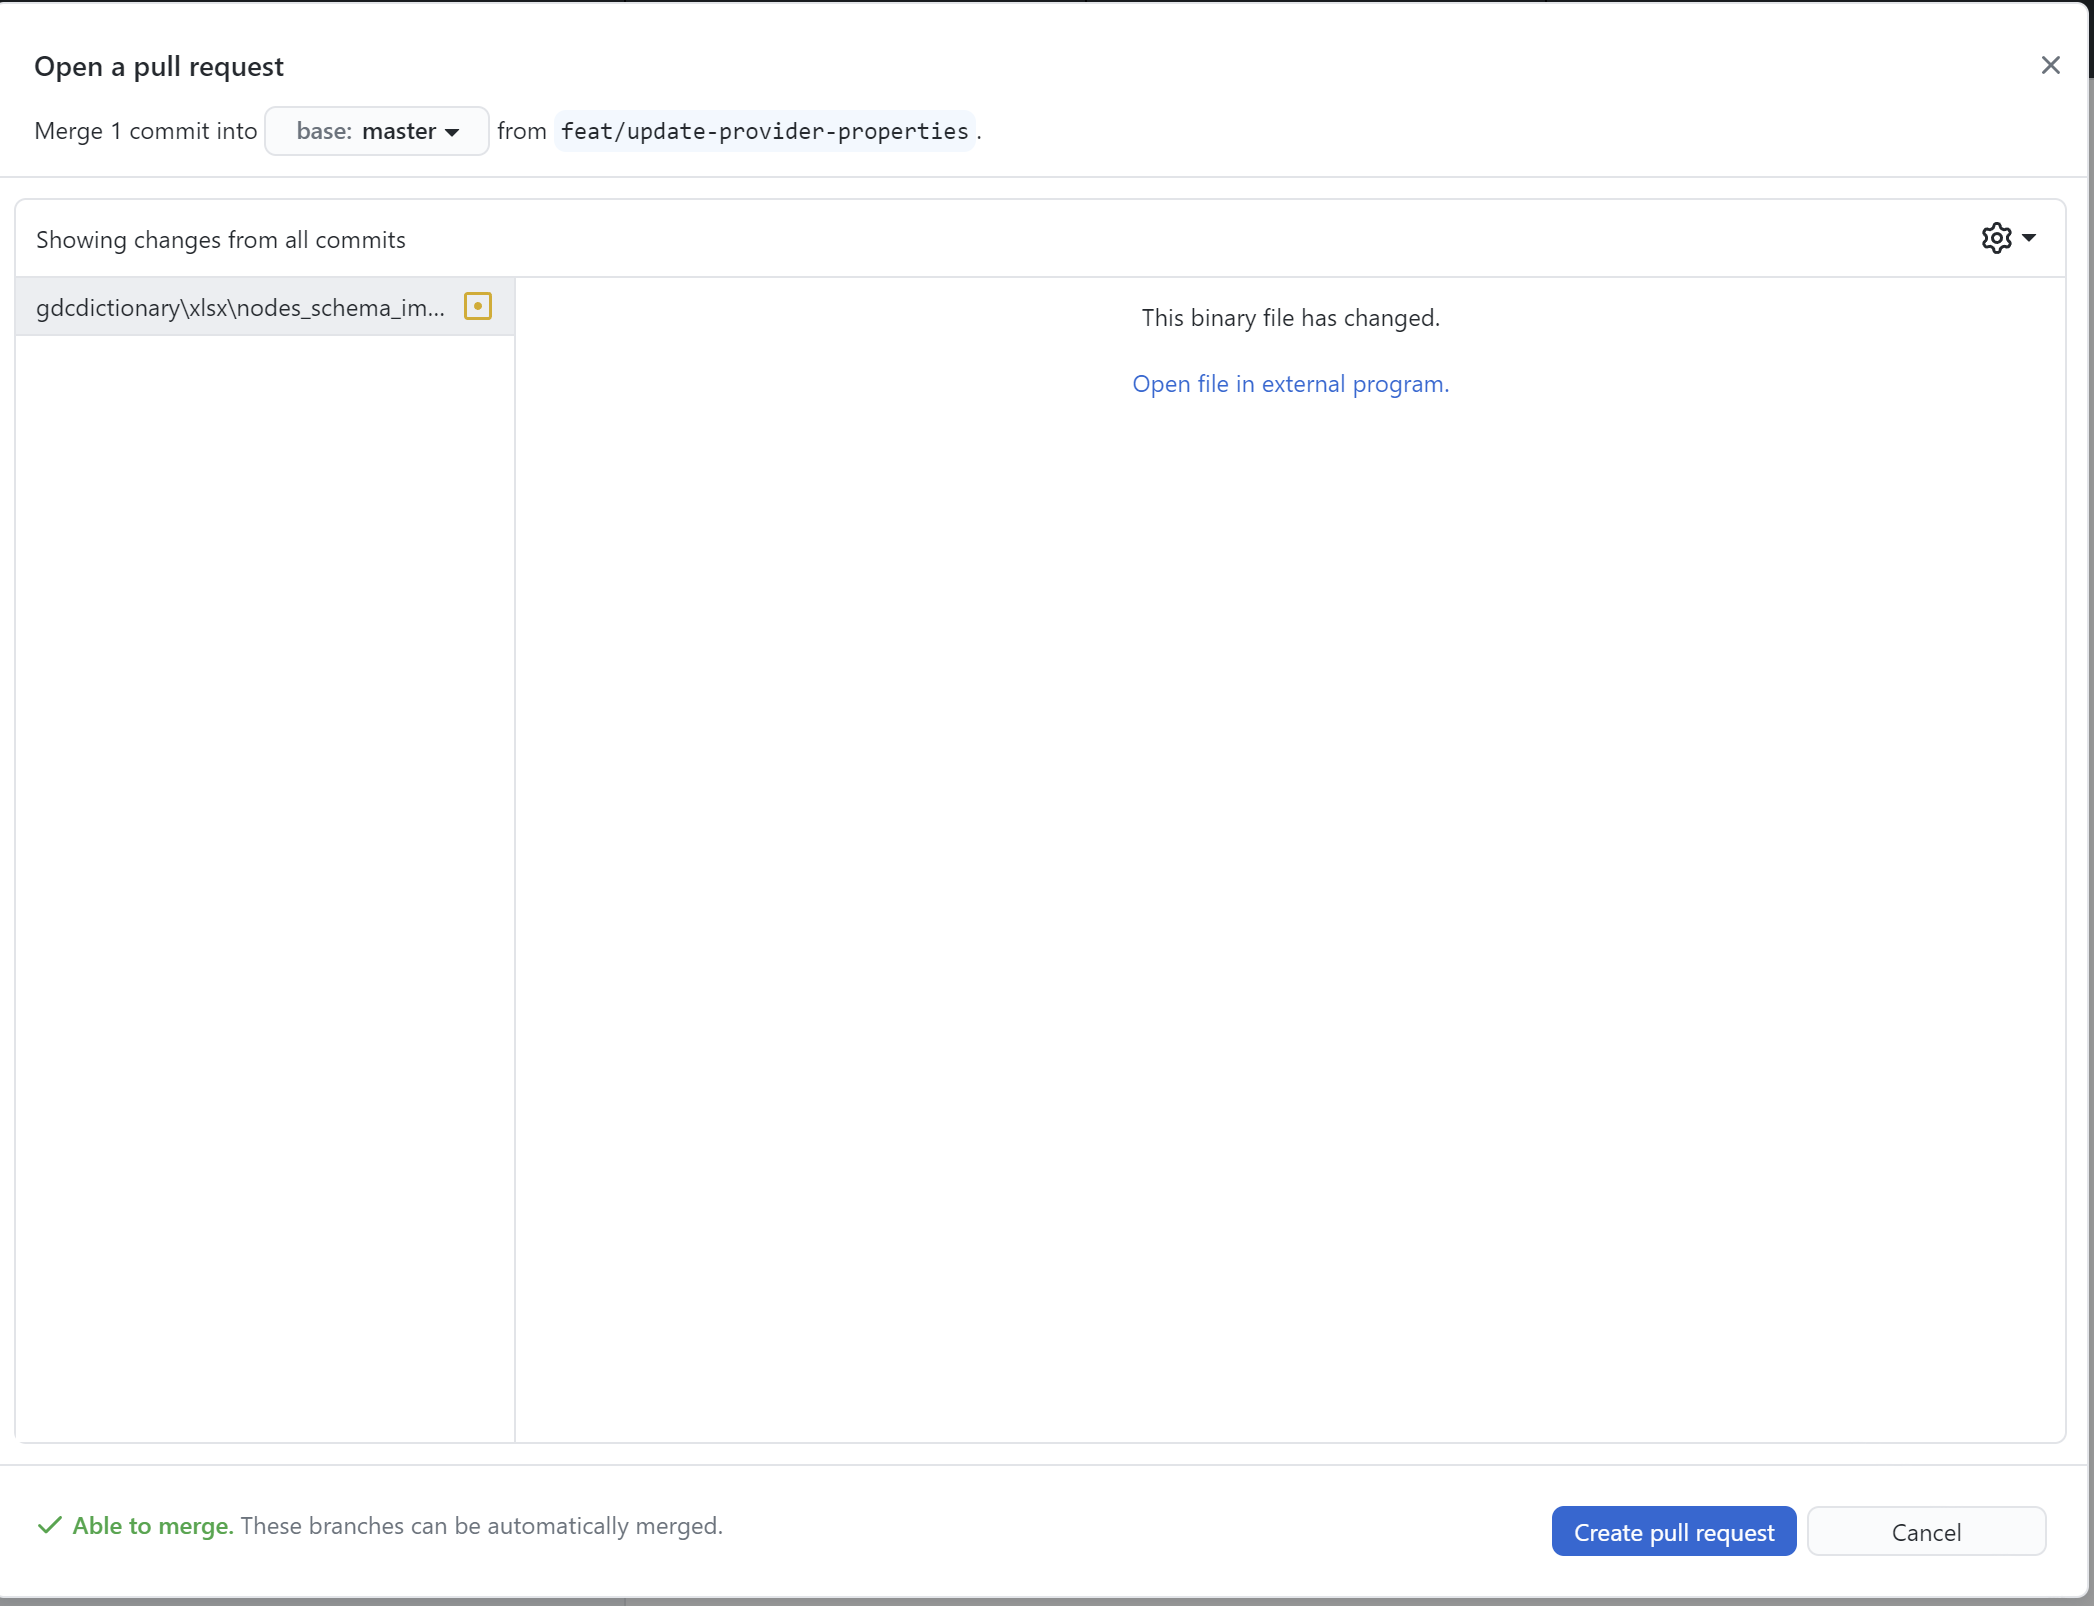 Open a pull request
Merge 1 commit into base: master from feat/update-provider-properties.
Showing changes from all commits
gdcdictionary\xlsx\nodes_schema_im...
This binary file has changed.
Open file in external program.
Able to merge. These branches can be automatically merged.
Create pull request
Cancel